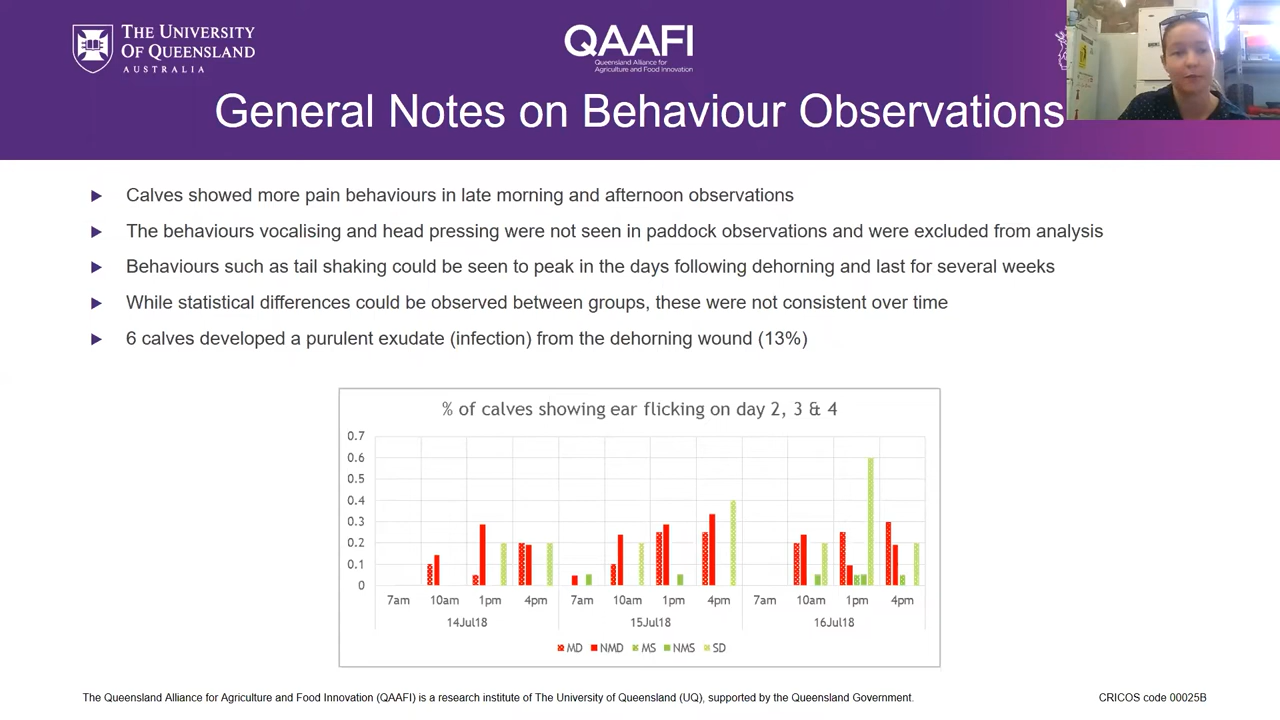 THE UNIVERSITY
OF QUEENSLAND
AUSTRALIA
QAAFI
Queensland Alliance for
Agriculture and Food Innovation
General Notes on Behaviour Observations
Calves showed more pain behaviours in late morning and afternoon observations
The behaviours vocalising and head pressing were not seen in paddock observations and were excluded from analysis
Behaviours such as tail shaking could be seen to peak in the days following dehorning and last for several weeks
While statistical differences could be observed between groups, these were not consistent over time
6 calves developed a purulent exudate (infection) from the dehorning wound (13%)
% of calves showing ear flicking on day 2, 3 & 4
0.7
0.6
0.5
0.4
0.3
0.2
0.1
0
7am 10am 1pm 4pm 7am 10am 1pm 4pm 7am 10am 1pm 4pm
14Jul18 15Jul18 16Jul18
MD NMD MS NMS SD
The Queensland Alliance for Agriculture and Food Innovation (QAAFI) is a research institute of The University of Queensland (UQ), supported by the Queensland Government.
CRICOS code 00025B